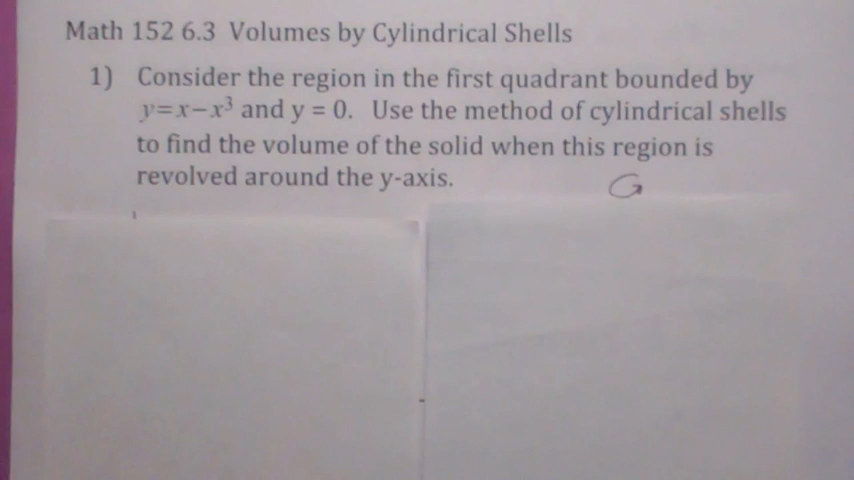 Math 152 6.3 Volumes by Cylindrical Shells
1) Consider the region in the first quadrant bounded by
y=x−x³ and y = 0. Use the method of cylindrical shells
to find the volume of the solid when this region is
revolved around the y-axis.